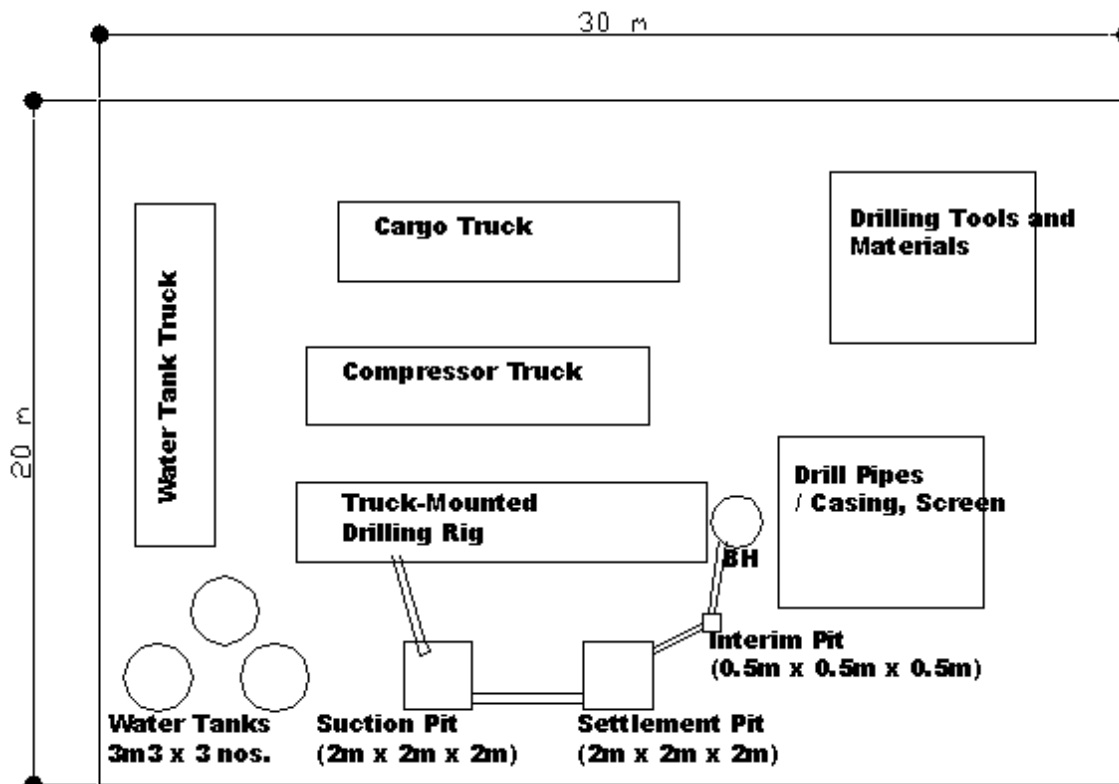 30 m
Cargo Truck
Drilling Tools and
Materials
Water Tank Truck
Compressor Truck
20 m
Drill Pipes
/ Casing, Screen
Truck-Mounted
Drilling Rig
BH
Interim Pit
(0.5m x 0.5m x 0.5m)
Water Tanks
3m3 x 3 nos.
Suction Pit
(2m x 2m x 2m)
Settlement Pit
(2m x 2m x 2m)